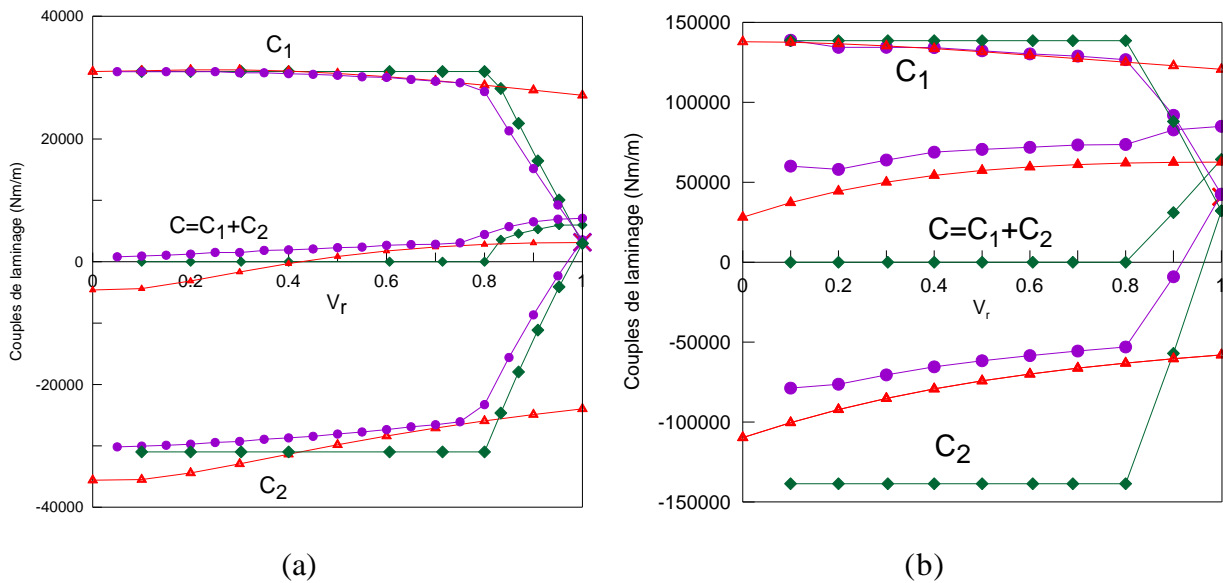 40000
30000
20000
10000
0
-20000
-40000
Couples de laminage (Nm/m)
0 0.2 0.4 0.6 0.8 1
Vr
C1
C=C1+C2
C2
(a)
150000
100000
50000
0
-50000
-100000
-150000
Couples de laminage (Nm/m)
0 0.2 0.4 0.6 0.8 1
Vr
C1
C=C1+C2
C2
(b)